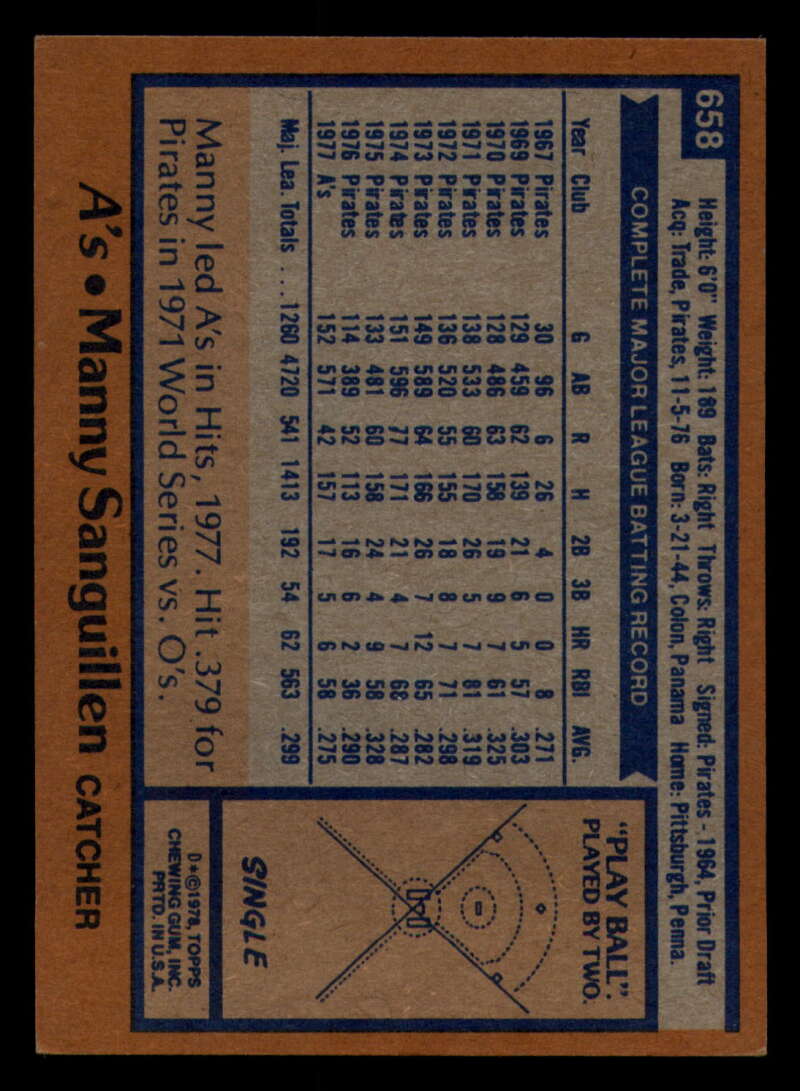 658
Height: 6'0" Weight: 189 Bats: Right Throws: Right Signed: Pirates - 1964, Prior Draft
Acq: Trade, Pirates, 11-5-76 Born: 3-21-44, Colon, Panama Home: Pittsburgh, Penna.
COMPLETE MAJOR LEAGUE BATTING RECORD
Year Club G AB R H 2B 3B HR RBI AVG.
1967 Pirates 30 96 6 26 4 0 0 8 .271
1969 Pirates 129 459 62 139 21 6 5 57 .303
1970 Pirates 128 486 63 158 19 9 7 61 .325
1971 Pirates 138 533 60 170 26 5 7 81 .319
1972 Pirates 136 520 55 155 18 8 7 71 .298
1973 Pirates 149 589 64 166 26 7 12 65 .282
1974 Pirates 151 596 77 171 21 4 7 68 .287
1975 Pirates 133 481 60 158 24 4 9 58 .328
1976 Pirates 114 389 52 113 16 6 2 36 .290
1977 A's 152 571 42 157 17 5 6 58 .275
Maj. Lea. Totals . . . 1260 4720 541 1413 192 54 62 563 .299
Manny led A's in Hits, 1977. Hit .379 for
Pirates in 1971 World Series vs. O's.
"PLAY BALL".
PLAYED BY TWO.
SINGLE
D*©1978, TOPPS
CHEWING GUM, INC.
PRTD. IN U.S.A.
A's • Manny Sanguillen CATCHER